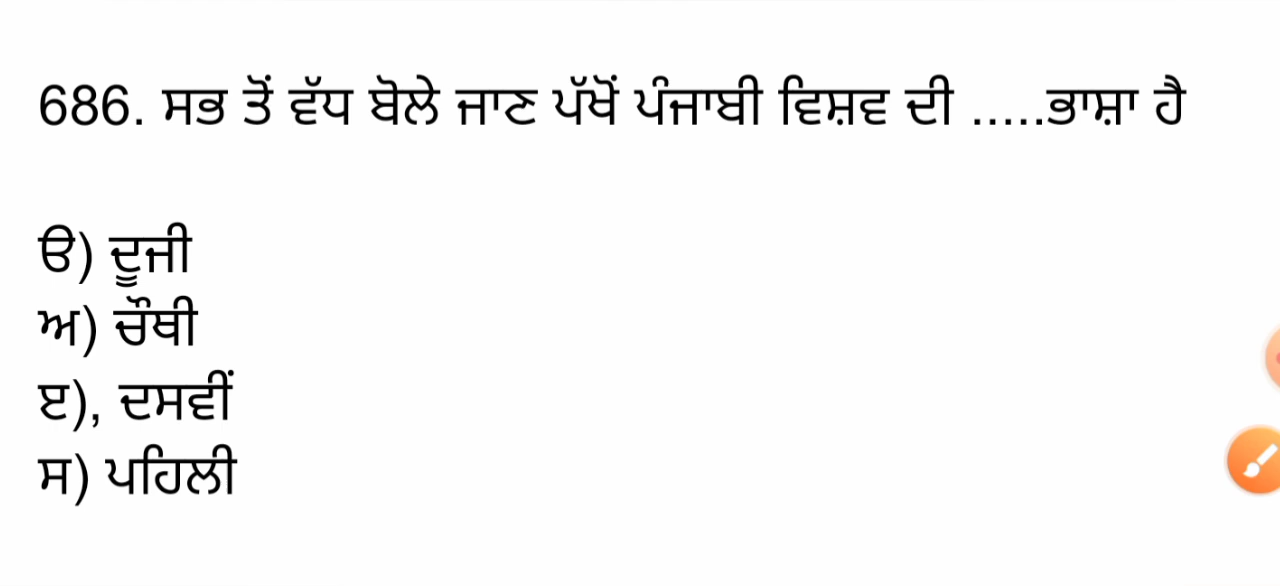 686. ਸਭ ਤੋਂ ਵੱਧ ਬੋਲੇ ਜਾਣ ਪੱਖੋਂ ਪੰਜਾਬੀ ਵਿਸ਼ਵ ਦੀ .....ਭਾਸ਼ਾ ਹੈ
ੳ) ਦੂਜੀ
ਅ) ਚੌਥੀ
ੲ), ਦਸਵੀਂ
ਸ) ਪਹਿਲੀ